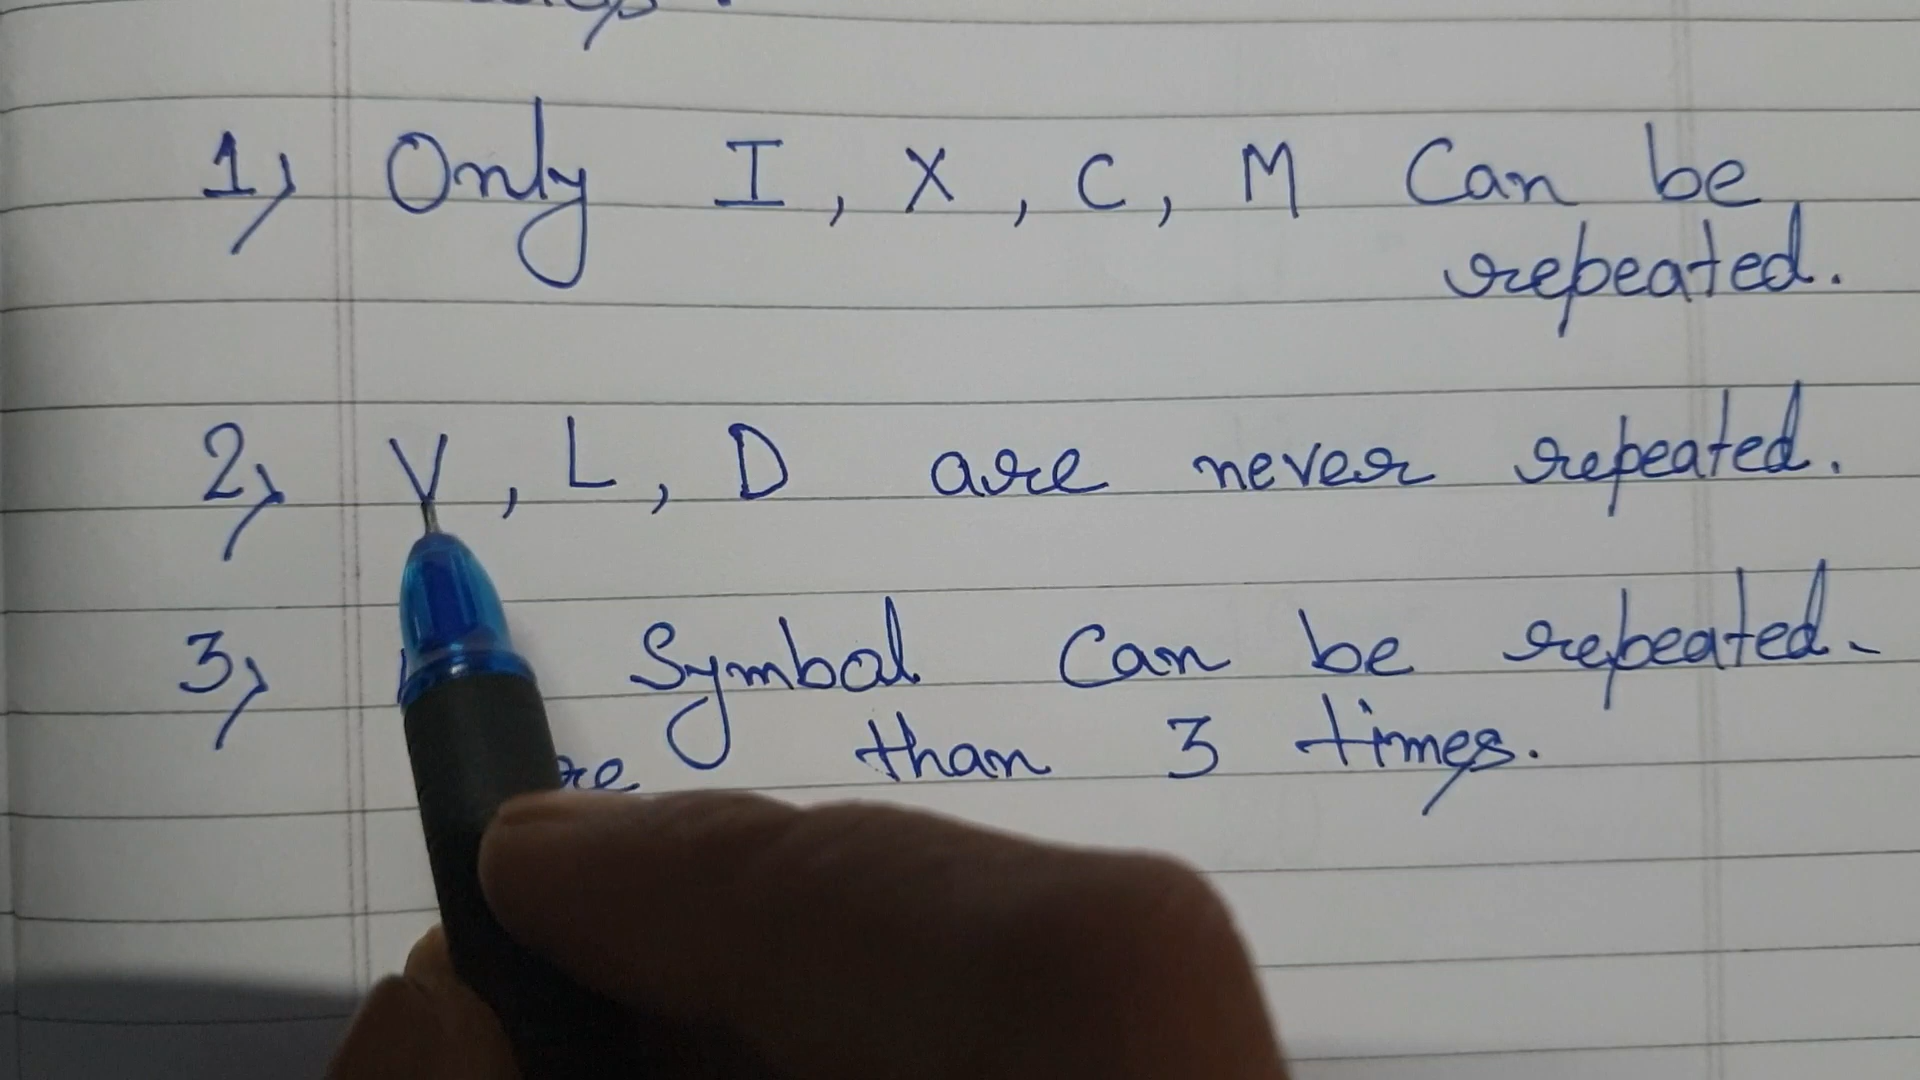 1) Only I, X, C, M Can be
repeated.
2) V, L, D are never repeated.
3) Symbol Can be repeated.
than 3 times.